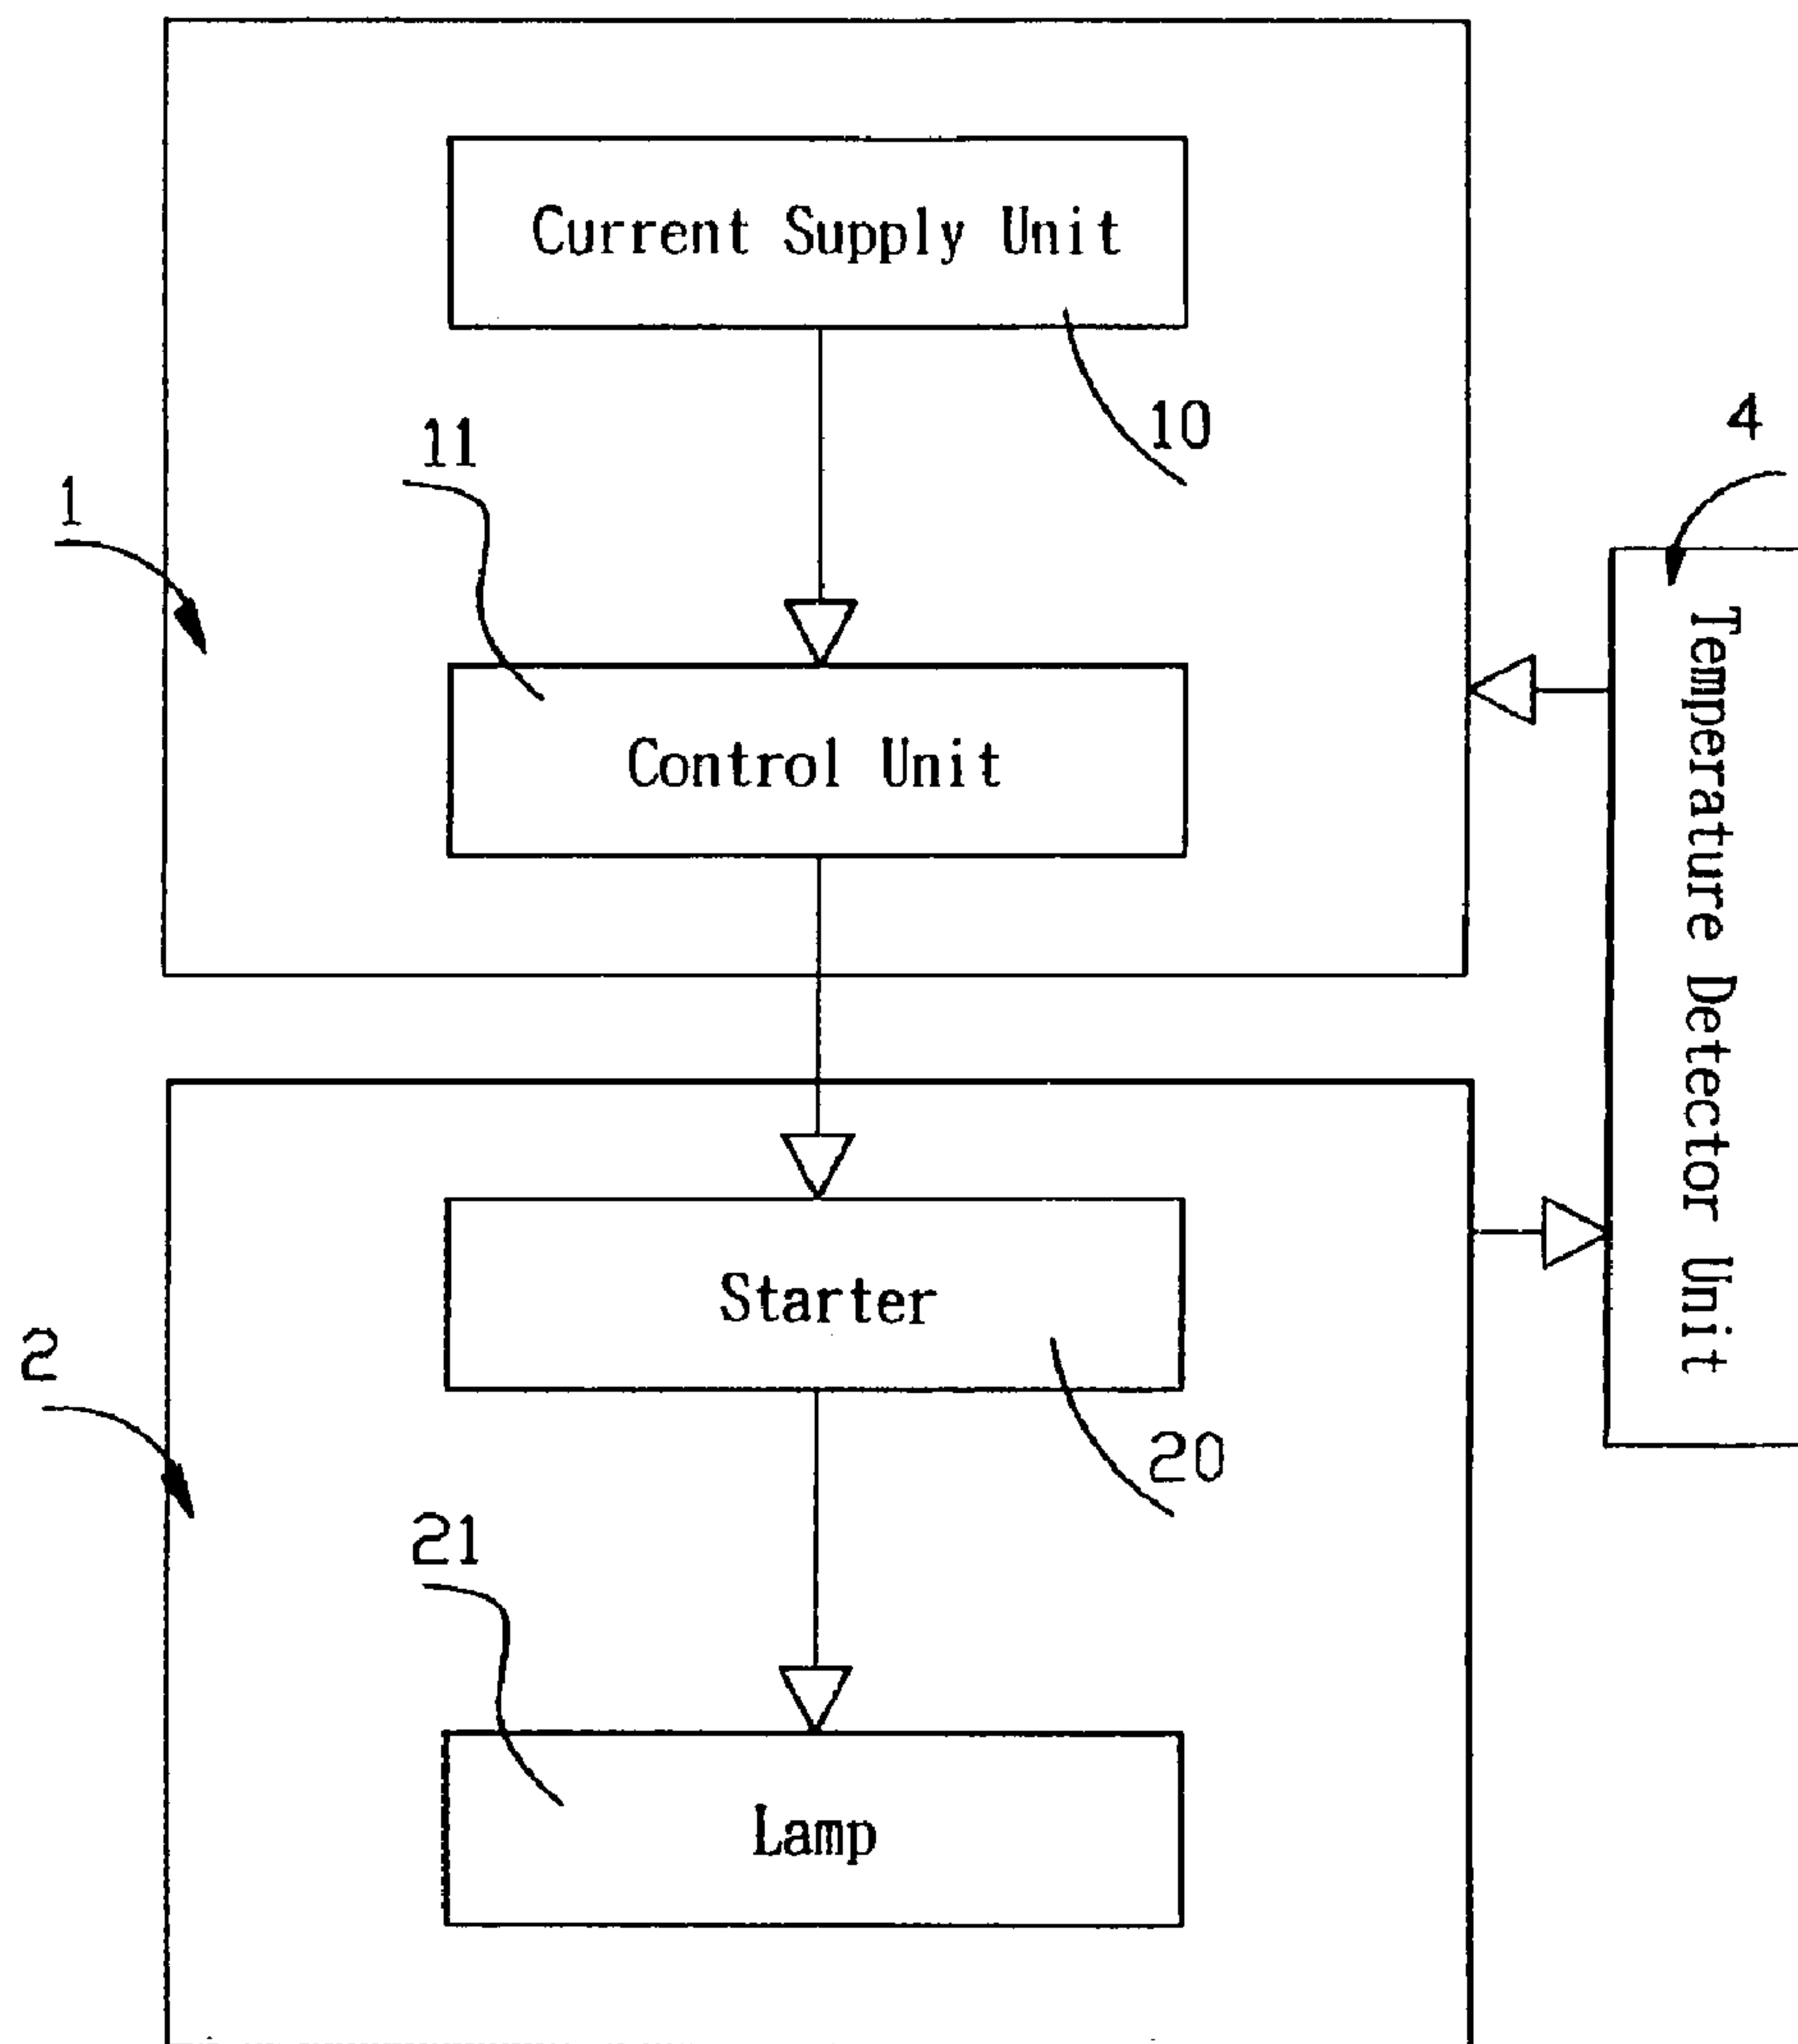 Current Supply Unit
10
11
1
4
Control Unit
Temperature Detector Unit
Starter
2
20
21
Lamp